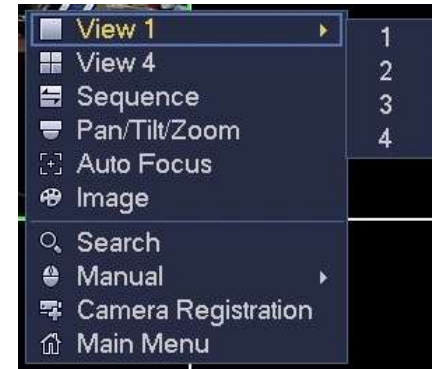 View 1
View 4
Sequence
Pan/Tilt/Zoom
Auto Focus
Image
Search
Manual
Camera Registration
Main Menu
1
2
3
4